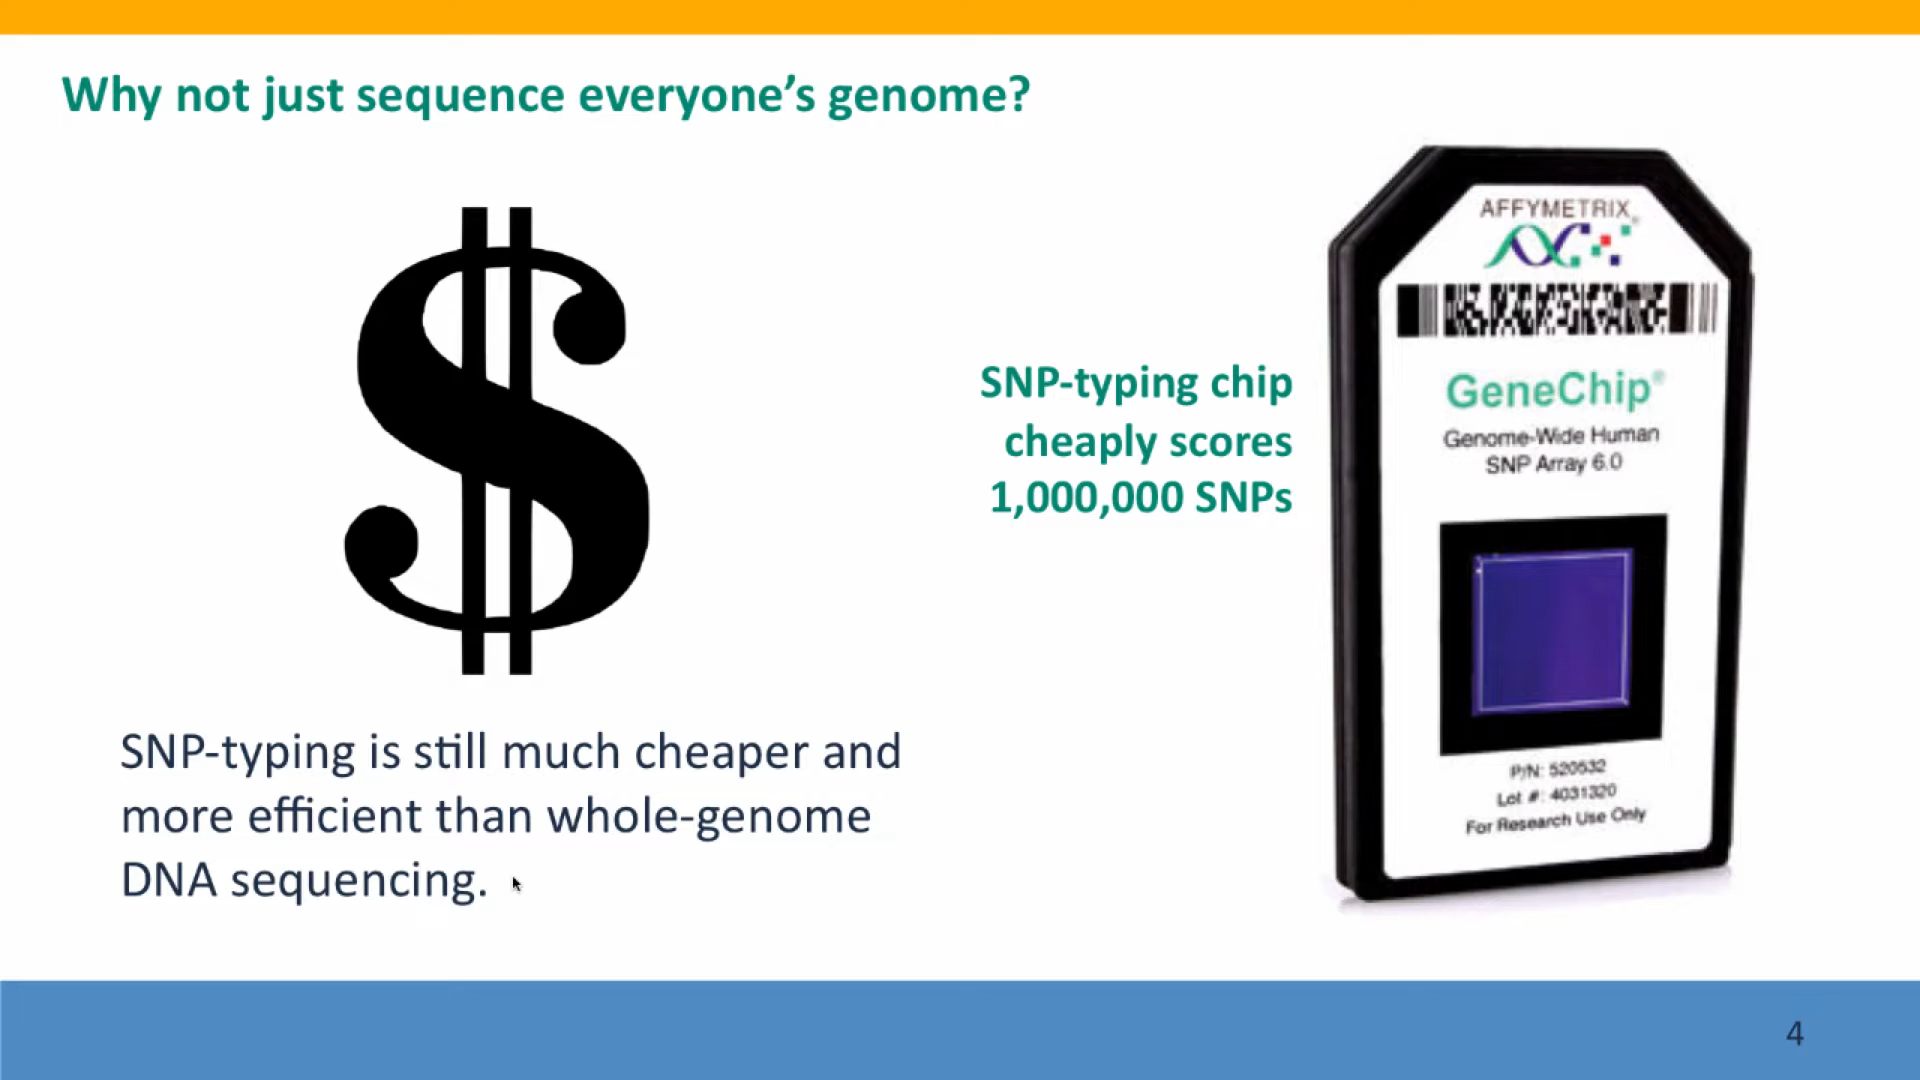 Why not just sequence everyone’s genome?
$
SNP-typing is still much cheaper and
more efficient than whole-genome
DNA sequencing.
SNP-typing chip
cheaply scores
1,000,000 SNPs
AFFYMETRIX®
GeneChip®
Genome-Wide Human
SNP Array 6.0
P/N: 520532
Lot #: 4031320
For Research Use Only
4